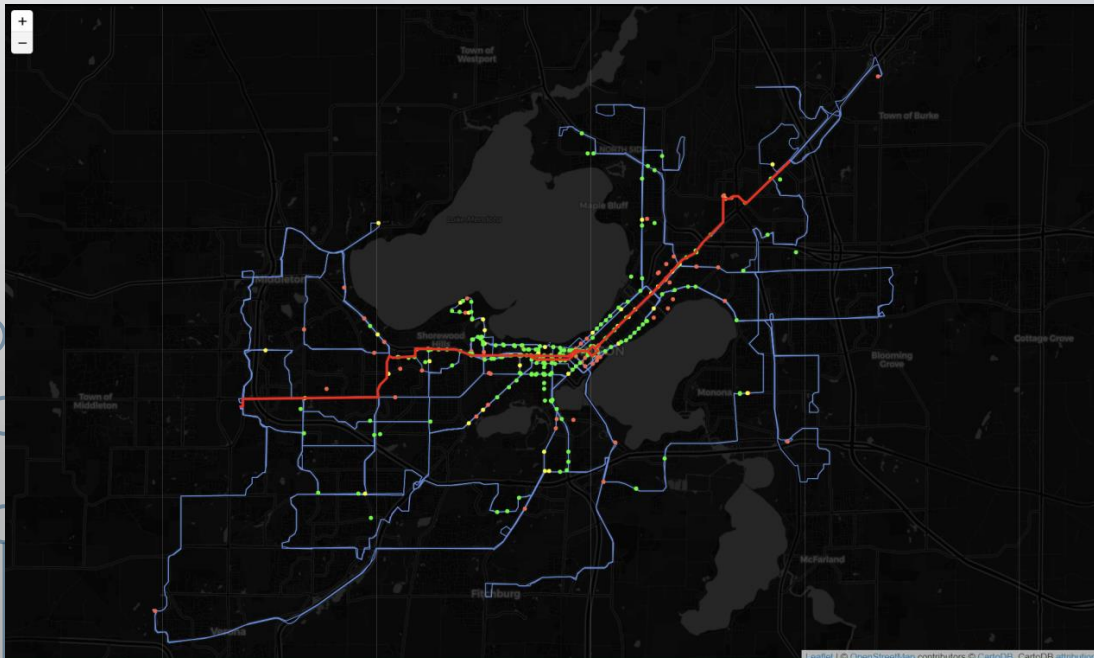 +
−
Town of
Westport
Town of Burke
NORTH SIDE
Maple Bluff
Middleton
Shorewood
Hills
Cottage Grove
Blooming
Grove
Town of
Middleton
Monona
McFarland
Fitchburg
Verona
Leaflet | © OpenStreetMap contributors © CartoDB, CartoDB attribution